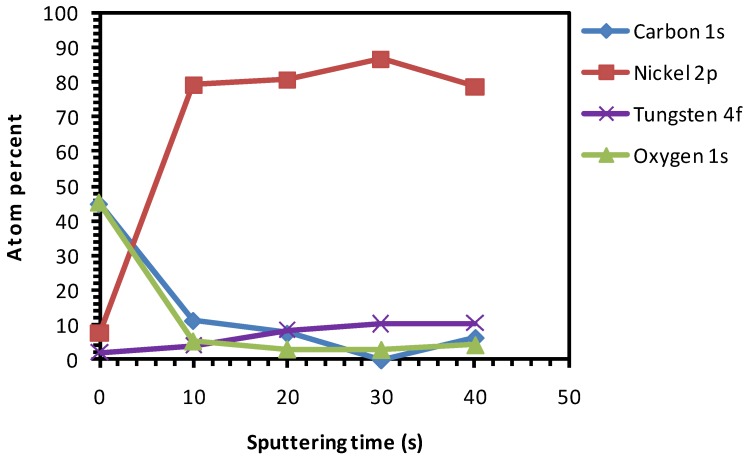 100
90
80
70
60
50
40
30
20
10
0
Atom percent
0 10 20 30 40 50
Sputtering time (s)
Carbon 1s
Nickel 2p
Tungsten 4f
Oxygen 1s